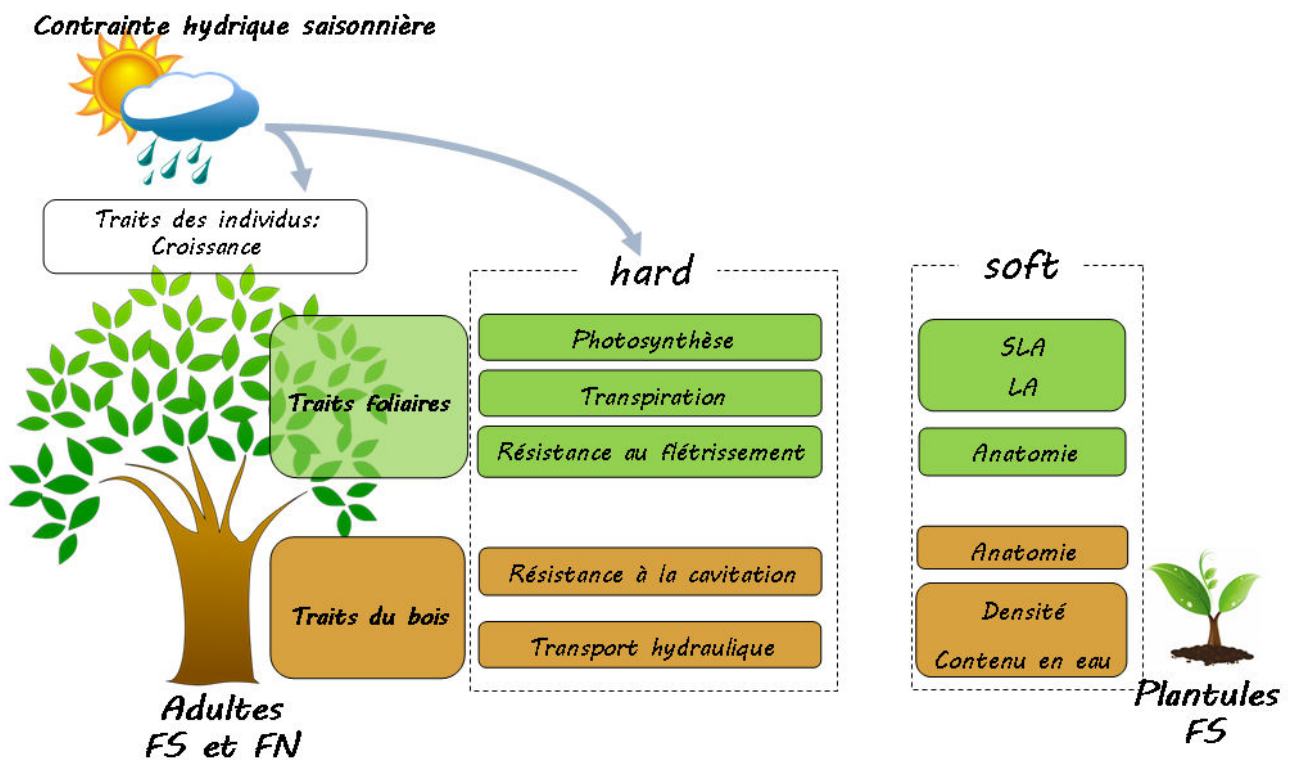 Contrainte hydrique saisonnière
Traits des individus:
Croissance
hard
soft
Traits foliaires
Photosynthèse
Transpiration
Résistance au flétrissement
SLA
LA
Anatomie
Traits du bois
Résistance à la cavitation
Transport hydraulique
Anatomie
Densité
Contenu en eau
Adultes
FS et FN
Plantules
FS